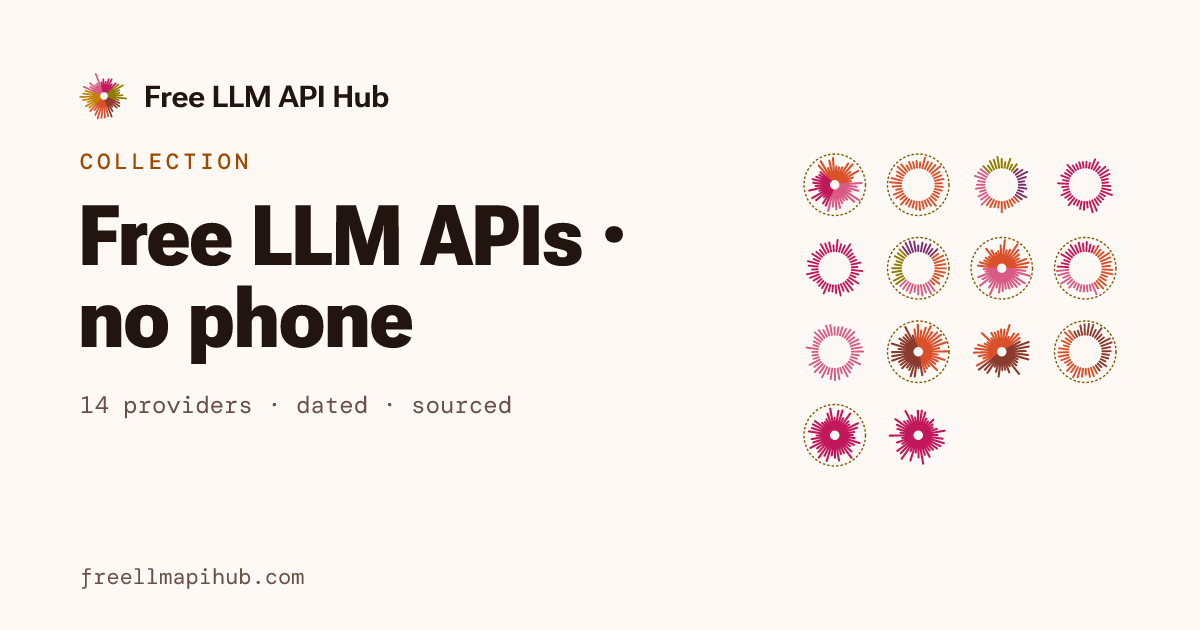 Free LLM API Hub
COLLECTION
Free LLM APIs ·
no phone
14 providers · dated · sourced
freellmapihub.com